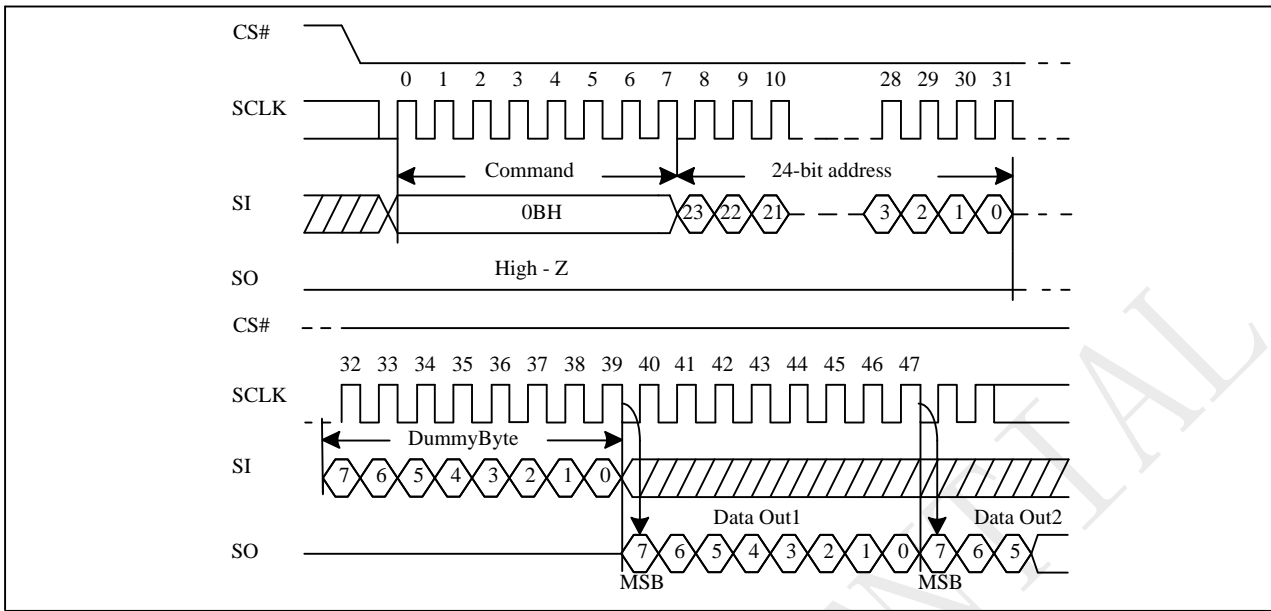 CS#
0 1 2 3 4 5 6 7 8 9 10 28 29 30 31
SCLK
Command 24-bit address
SI 0BH 23 22 21 3 2 1 0
High - Z
SO
CS#
32 33 34 35 36 37 38 39 40 41 42 43 44 45 46 47
SCLK
DummyByte
SI 7 6 5 4 3 2 1 0
Data Out1 Data Out2
SO 7 6 5 4 3 2 1 0 7 6 5
MSB MSB
NTIAL